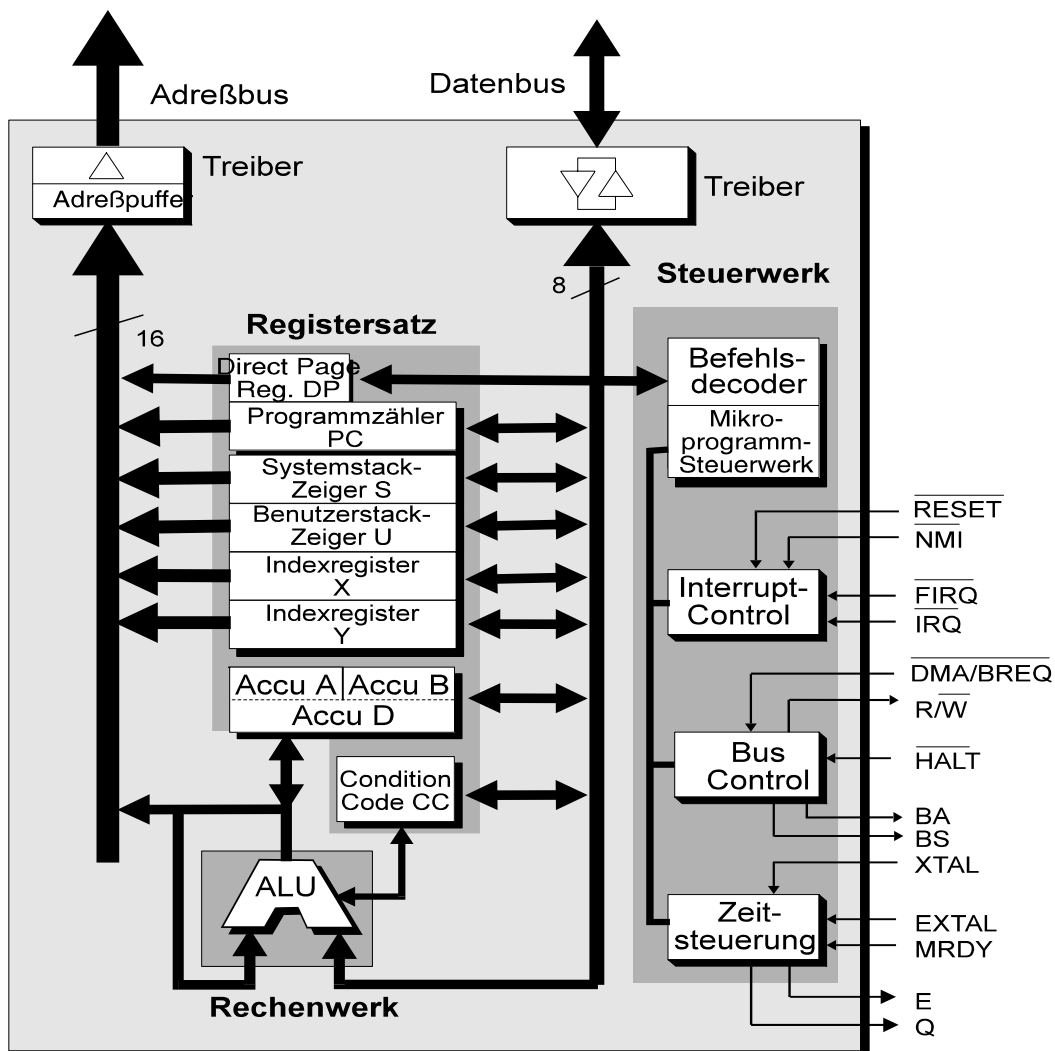 Adreßbus
Datenbus
Treiber
Adreßpuffer
Treiber
Steuerwerk
8
16
Registersatz
Direct Page
Reg. DP
Programmzähler
PC
Systemstack-
Zeiger S
Benutzerstack-
Zeiger U
Indexregister
X
Indexregister
Y
Accu A Accu B
Accu D
Condition
Code CC
ALU
Rechenwerk
Befehls-
decoder
Mikro-
programm-
Steuerwerk
Interrupt-
Control
Bus
Control
Zeit-
steuerung
RESET
NMI
FIRQ
IRQ
DMA/BREQ
R/W
HALT
BA
BS
XTAL
EXTAL
MRDY
E
Q